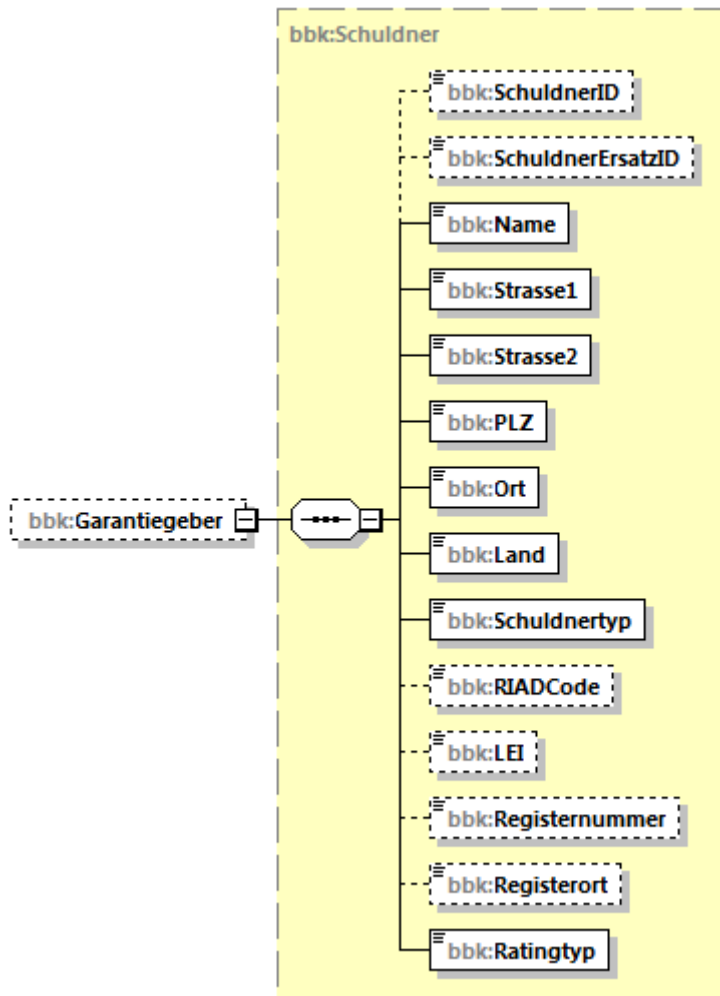 bbk:Schuldner
bbk:SchuldnerID
bbk:SchuldnerErsatzID
bbk:Name
bbk:Strasse1
bbk:Strasse2
bbk:PLZ
bbk:Ort
bbk:Garantiegeber
bbk:Land
bbk:Schuldnertyp
bbk:RIADCode
bbk:LEI
bbk:Registernummer
bbk:Registerort
bbk:Ratingtyp